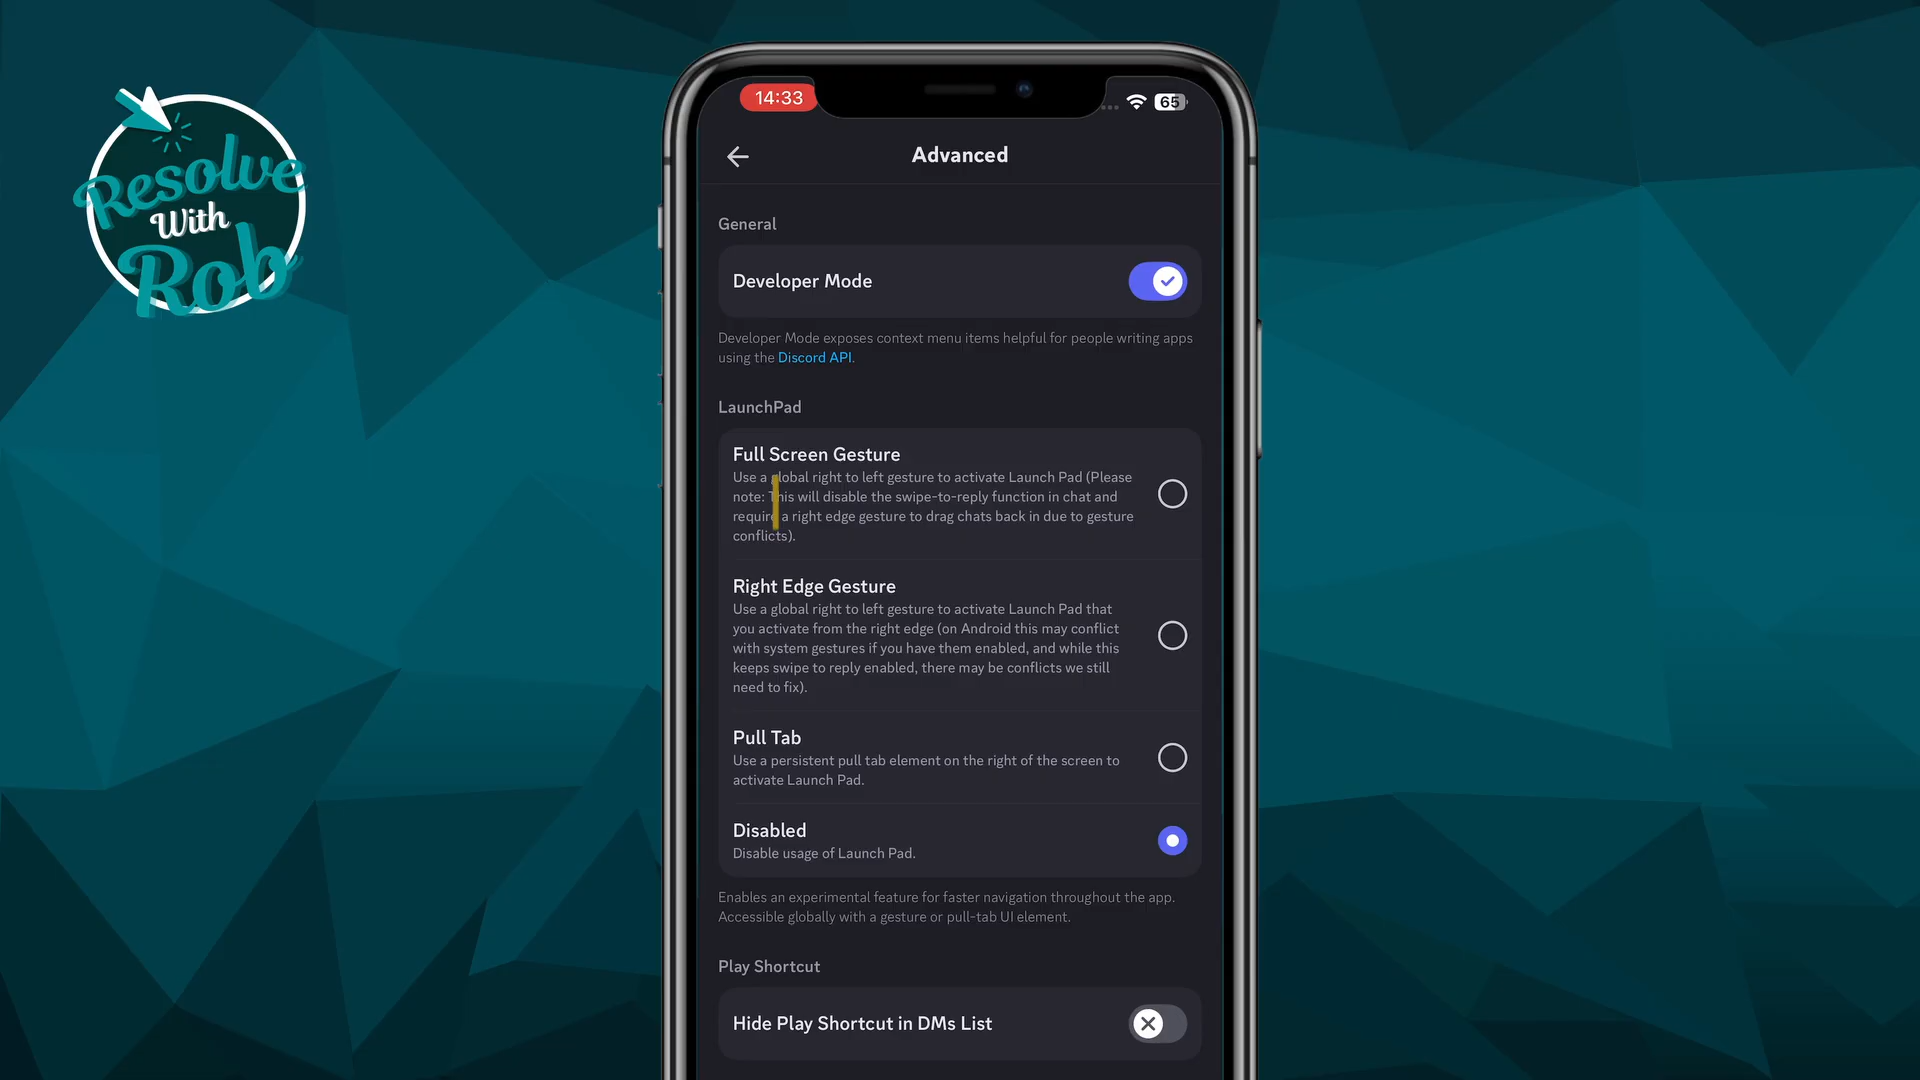 Resolve
With
Rob
14:33
65
Advanced
General
Developer Mode
Developer Mode exposes context menu items helpful for people writing apps
using the Discord API.
LaunchPad
Full Screen Gesture
Use a global right to left gesture to activate Launch Pad (Please
note: This will disable the swipe-to-reply function in chat and
require a right edge gesture to drag chats back in due to gesture
conflicts).
Right Edge Gesture
Use a global right to left gesture to activate Launch Pad that
you activate from the right edge (on Android this may conflict
with system gestures if you have them enabled, and while this
keeps swipe to reply enabled, there may be conflicts we still
need to fix).
Pull Tab
Use a persistent pull tab element on the right of the screen to
activate Launch Pad.
Disabled
Disable usage of Launch Pad.
Enables an experimental feature for faster navigation throughout the app.
Accessible globally with a gesture or pull-tab UI element.
Play Shortcut
Hide Play Shortcut in DMs List